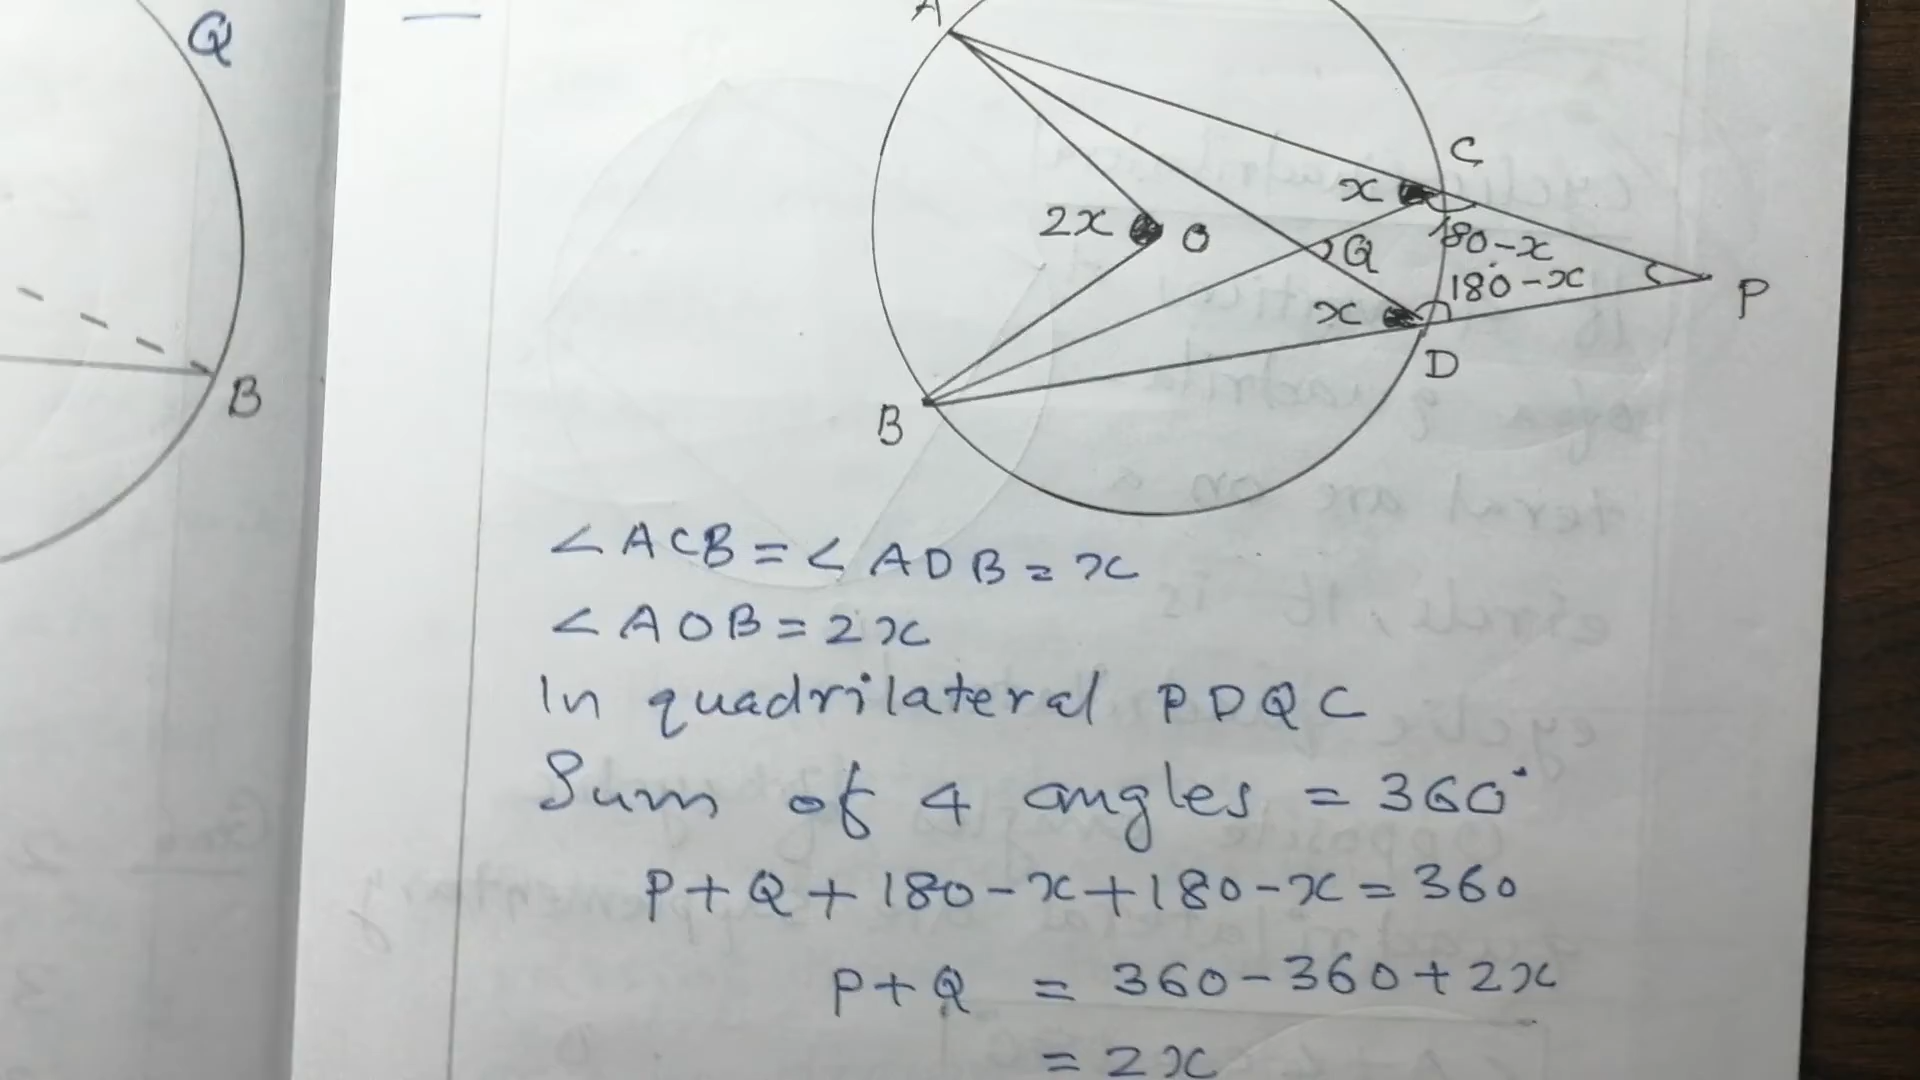 Q
B
A
C
x
2x O
Q
180-x
180-x
P
x
D
B
∠ACB = ∠ADB = x
∠AOB = 2x
In quadrilateral PDQC
Sum of 4 angles = 360°
P+Q+180-x+180-x=360
P+Q = 360-360+2x
= 2x